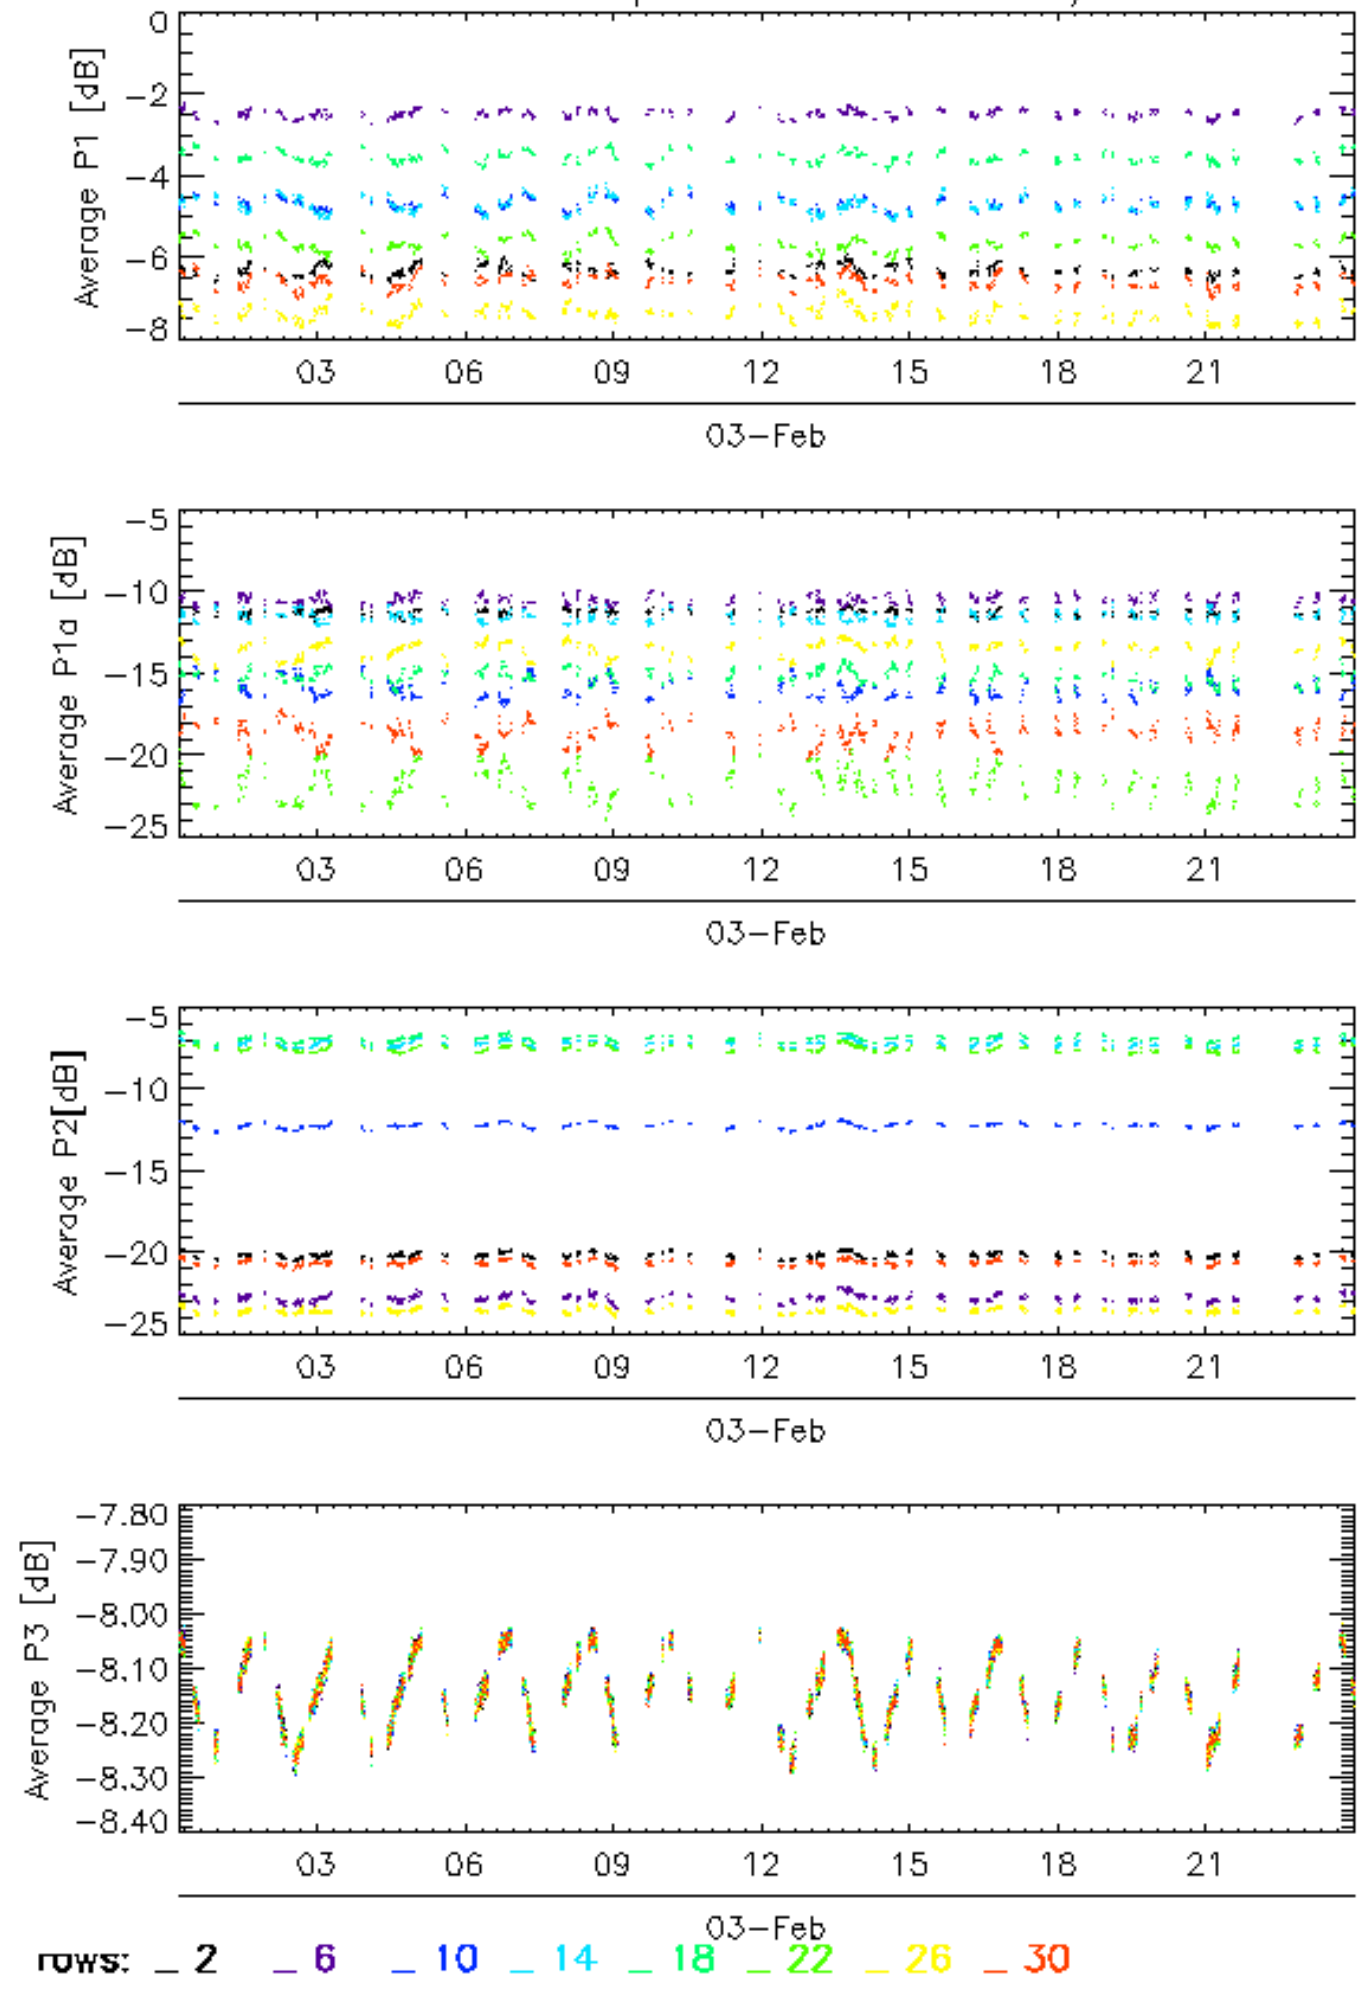 0
−2
−4
−6
−8
Average P1 [dB]
03 06 09 12 15 18 21
03−Feb
−5
−10
−15
−20
−25
Average P1a [dB]
03 06 09 12 15 18 21
03−Feb
−5
−10
−15
−20
−25
Average P2[dB]
03 06 09 12 15 18 21
03−Feb
−7.80
−7.90
−8.00
−8.10
−8.20
−8.30
−8.40
Average P3 [dB]
03 06 09 12 15 18 21
03−Feb
rows: _ 2 _ 6 _ 10 _ 14 _ 18 _ 22 _ 26 _ 30